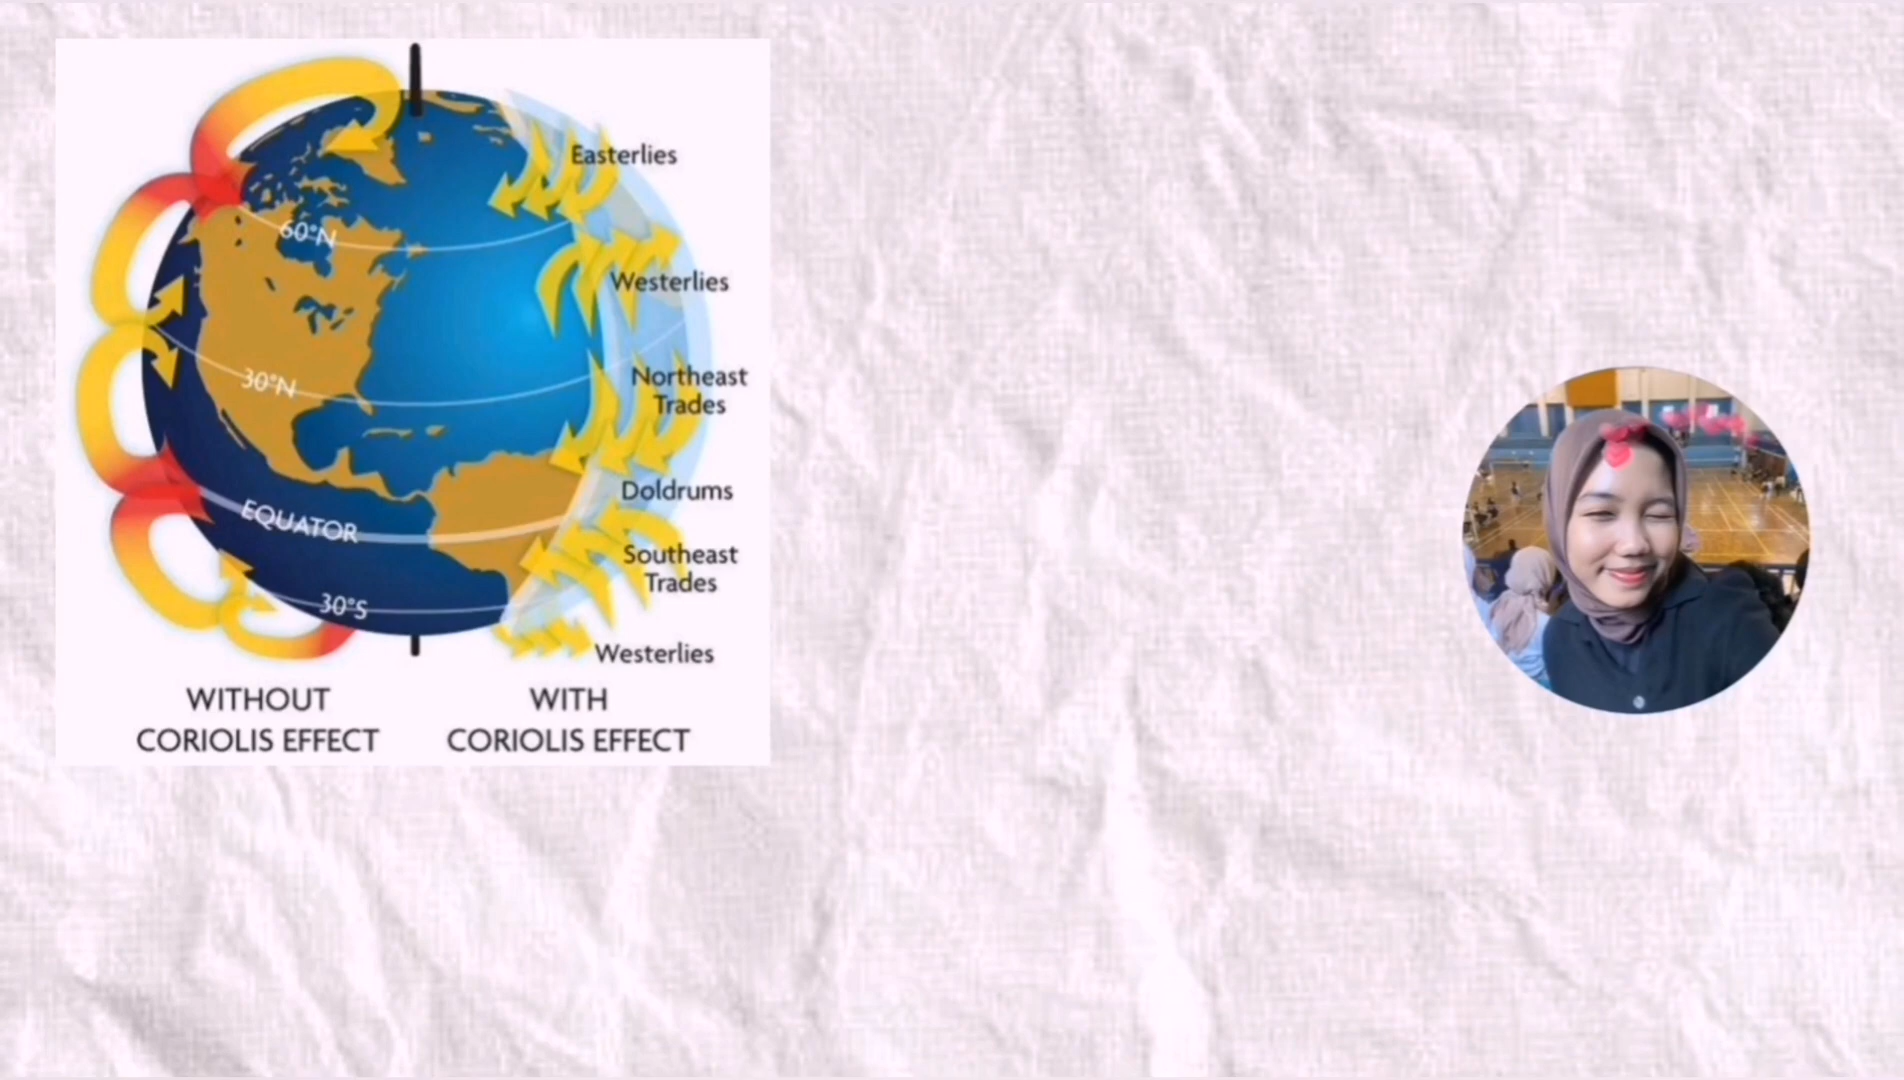 Easterlies
60°N
Westerlies
30°N
Northeast
Trades
Doldrums
EQUATOR
Southeast
Trades
30°S
Westerlies
WITHOUT
CORIOLIS EFFECT
WITH
CORIOLIS EFFECT